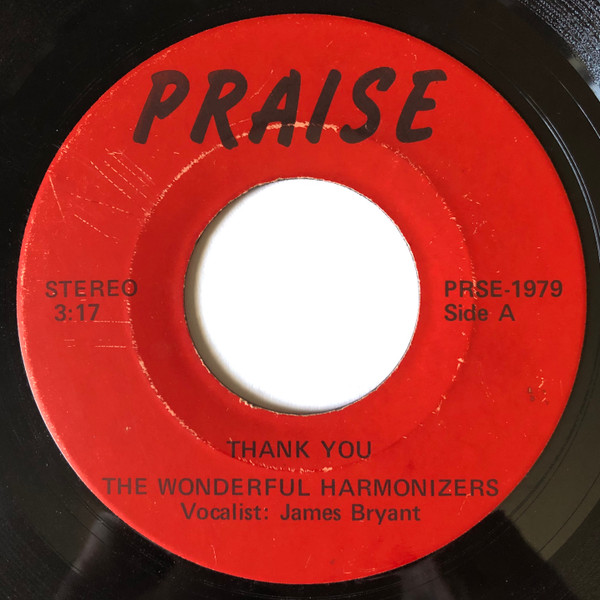 PRAISE
STEREO
3:17
PRSE-1979
Side A
THANK YOU
THE WONDERFUL HARMONIZERS
Vocalist: James Bryant